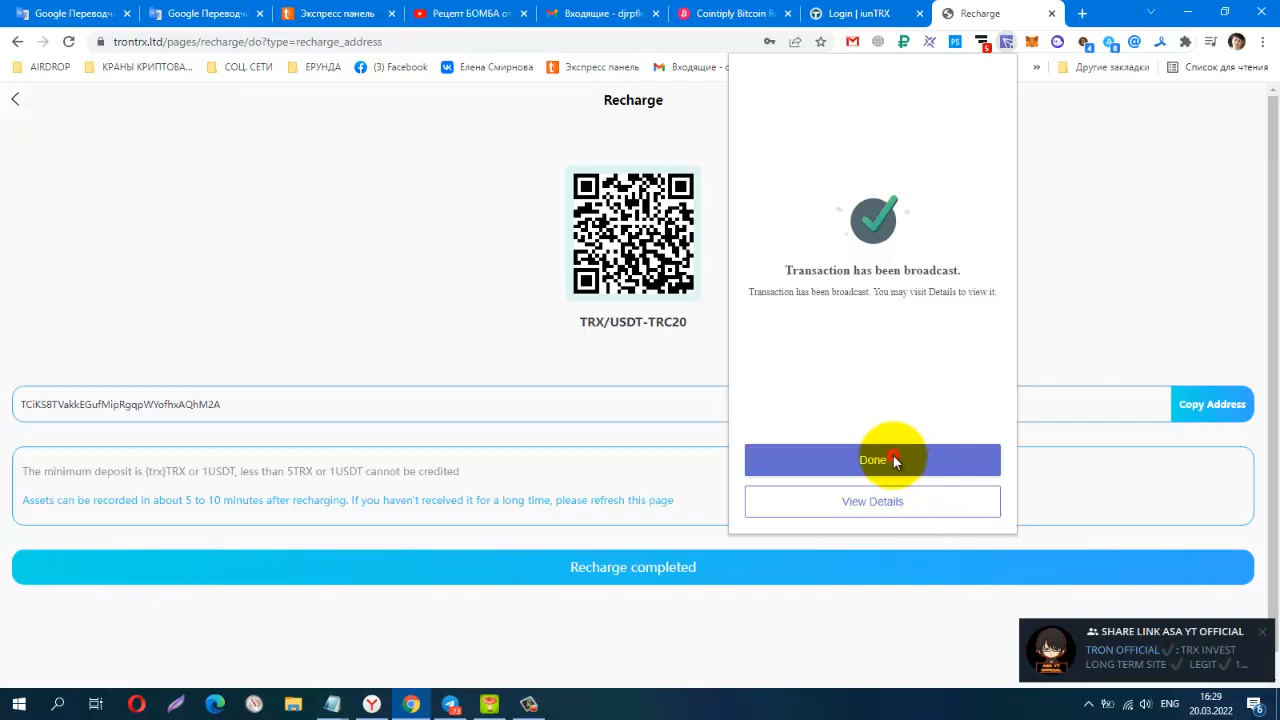 Google Переводч
Google Переводч
Экспресс панель
Рецепт БОМБА от
Входящие - djrpfk
Cointiply Bitcoin R
Login | iunTRX
Recharge
trontrx.ltd/pages/recharge.do?type=recharge_address
AIRDROP
КРАНЫ КРИПТОВА...
СОЦ. СЕТИ
ЕРУНДА
(3) Facebook
Елена Смирнова
Экспресс панель
Входящие -
»
Другие закладки
Список для чтения
Recharge
TRX/USDT-TRC20
Transaction has been broadcast.
Transaction has been broadcast. You may visit Details to view it.
TCiKS8TVakkEGufMipRgqpWYofhxAQhM2A
Copy Address
Done
The minimum deposit is {trx}TRX or 1USDT, less than 5TRX or 1USDT cannot be credited
Assets can be recorded in about 5 to 10 minutes after recharging. If you haven't received it for a long time, please refresh this page
View Details
Recharge completed
SHARE LINK ASA YT OFFICIAL
TRON OFFICIAL : TRX INVEST
LONG TERM SITE LEGIT 1...
ENG
16:29
20.03.2022